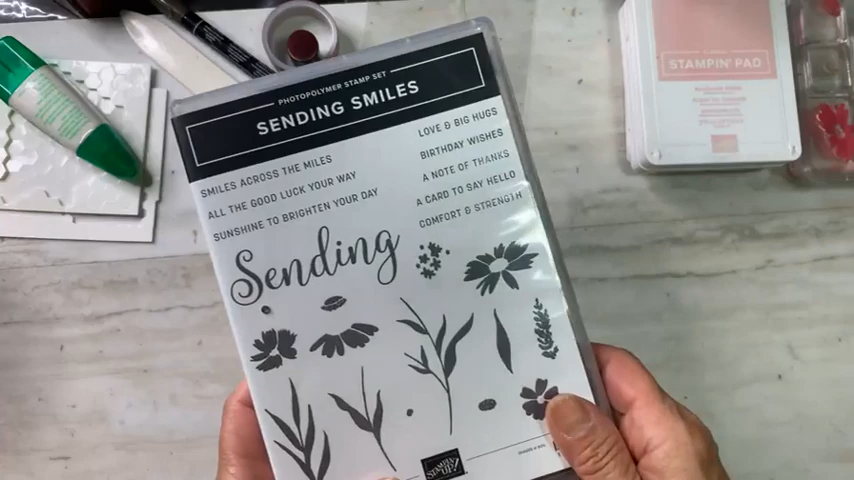 PHOTOPOLYMER STAMP SET
SENDING SMILES
SMILES ACROSS THE MILES
ALL THE GOOD LUCK YOUR WAY
SUNSHINE TO BRIGHTEN YOUR DAY
LOVE & BIG HUGS
BIRTHDAY WISHES
A NOTE OF THANKS
A CARD TO SAY HELLO
COMFORT & STRENGTH
Sending
STAMPIN' UP!
STAMPIN' PAD